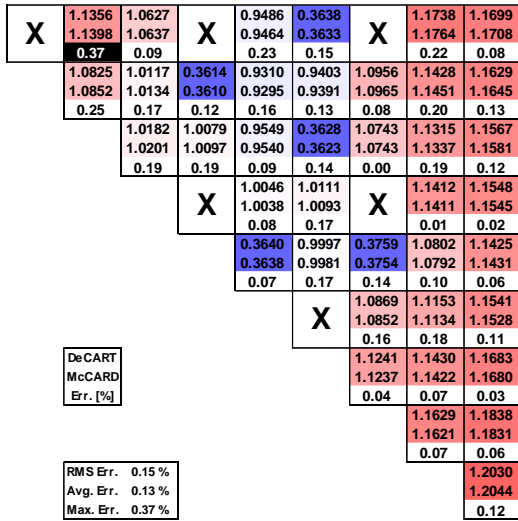 1.1356 1.0627 0.9486 0.3638 1.1738 1.1699
X 1.1398 1.0637 X 0.9464 0.3633 X 1.1764 1.1708
0.37 0.09 0.23 0.15 0.22 0.08
1.0825 1.0117 0.3614 0.9310 0.9403 1.0956 1.1428 1.1629
1.0852 1.0134 0.3610 0.9295 0.9391 1.0965 1.1451 1.1645
0.25 0.17 0.12 0.16 0.13 0.08 0.20 0.13
1.0182 1.0079 0.9549 0.3628 1.0743 1.1315 1.1567
1.0201 1.0097 0.9540 0.3623 1.0743 1.1337 1.1581
0.19 0.19 0.09 0.14 0.00 0.19 0.12
1.0046 1.0111 1.1412 1.1548
X 1.0038 1.0093 X 1.1411 1.1545
0.08 0.17 0.01 0.02
0.3640 0.9997 0.3759 1.0802 1.1425
0.3638 0.9981 0.3754 1.0792 1.1431
0.07 0.17 0.14 0.10 0.06
1.0869 1.1153 1.1541
X 1.0852 1.1134 1.1528
0.16 0.18 0.11
DeCART 1.1241 1.1430 1.1683
McCARD 1.1237 1.1422 1.1680
Err. [%] 0.04 0.07 0.03
1.1629 1.1838
1.1621 1.1831
0.07 0.06
RMS Err. 0.15 % 1.2030
Avg. Err. 0.13 % 1.2044
Max. Err. 0.37 % 0.12